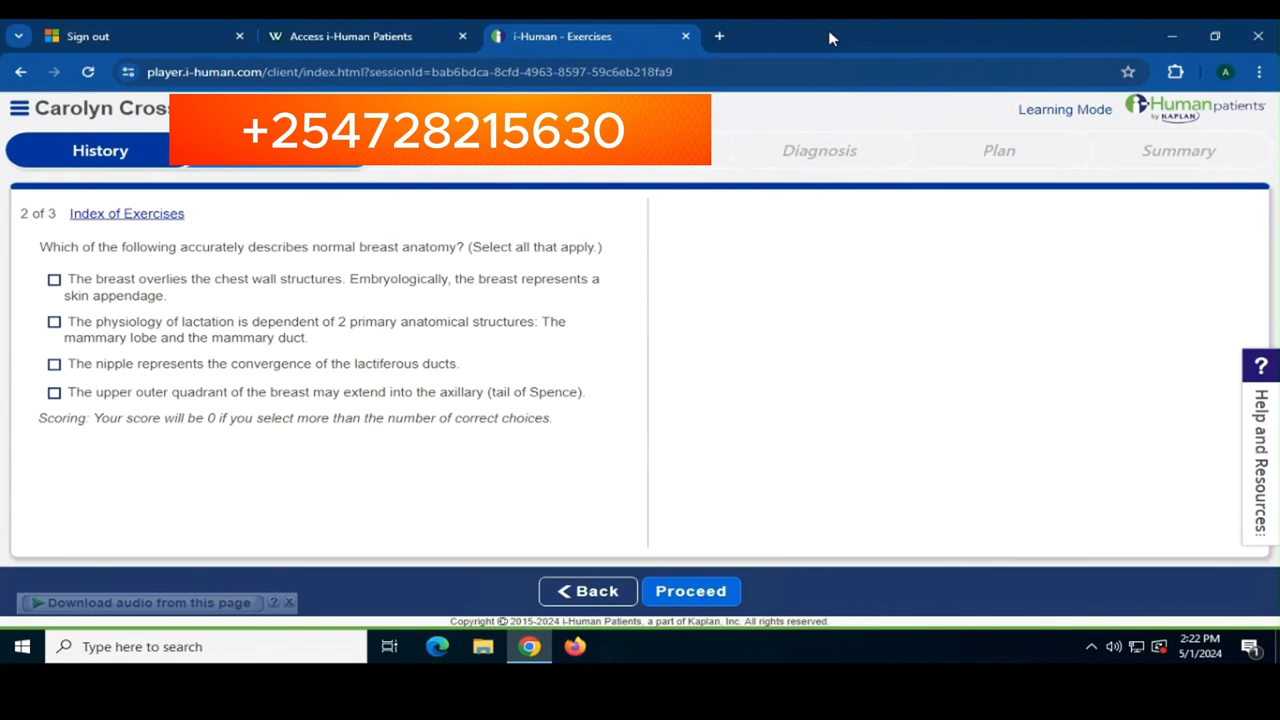 Sign out
Access i-Human Patients
i-Human - Exercises
player.i-human.com/client/index.html?sessionId=bab6bdca-8cfd-4963-8597-59c6eb218fa9
A
Carolyn Cross
+254728215630
Learning Mode
i-Human patients
by KAPLAN
History
Diagnosis
Plan
Summary
2 of 3 Index of Exercises
Which of the following accurately describes normal breast anatomy? (Select all that apply.)
The breast overlies the chest wall structures. Embryologically, the breast represents a
skin appendage.
The physiology of lactation is dependent of 2 primary anatomical structures: The
mammary lobe and the mammary duct.
The nipple represents the convergence of the lactiferous ducts.
The upper outer quadrant of the breast may extend into the axillary (tail of Spence).
Scoring: Your score will be 0 if you select more than the number of correct choices.
?
Help and Resources:
Back
Proceed
Download audio from this page ?
Copyright © 2015-2024 i-Human Patients, a part of Kaplan, Inc. All rights reserved.
Type here to search
2:22 PM
5/1/2024
1